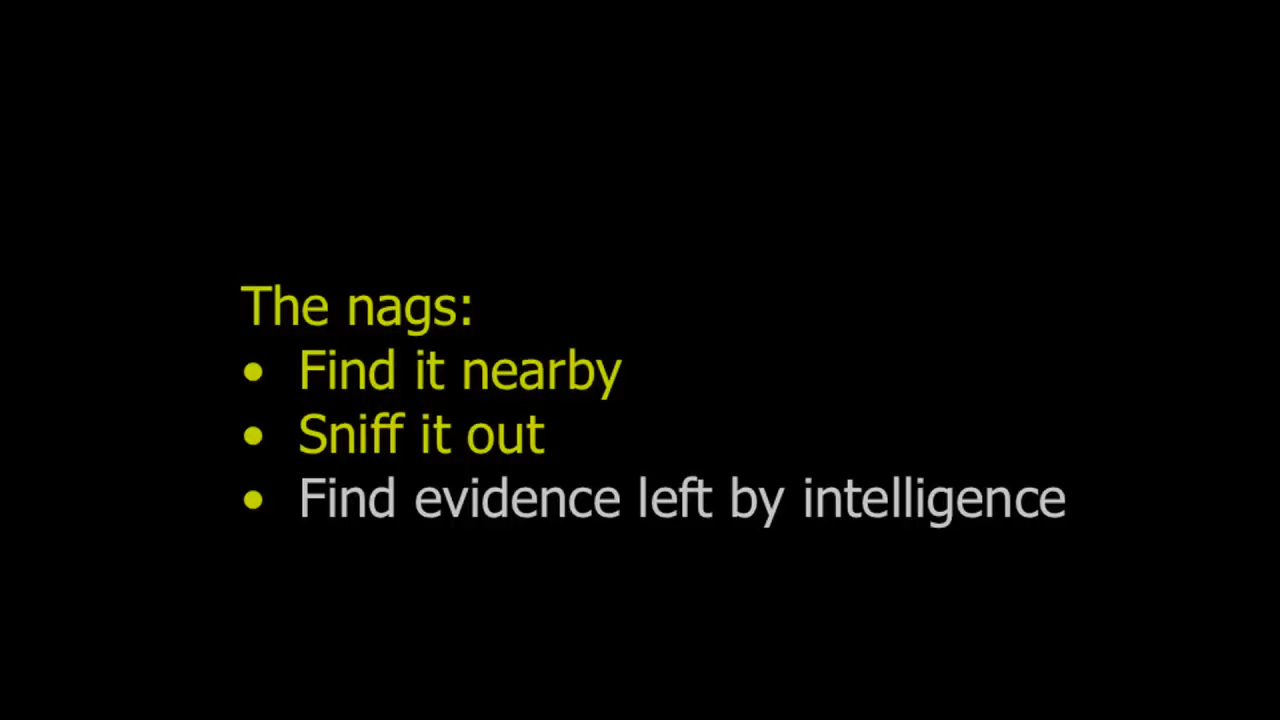 The nags:
• Find it nearby
• Sniff it out
• Find evidence left by intelligence